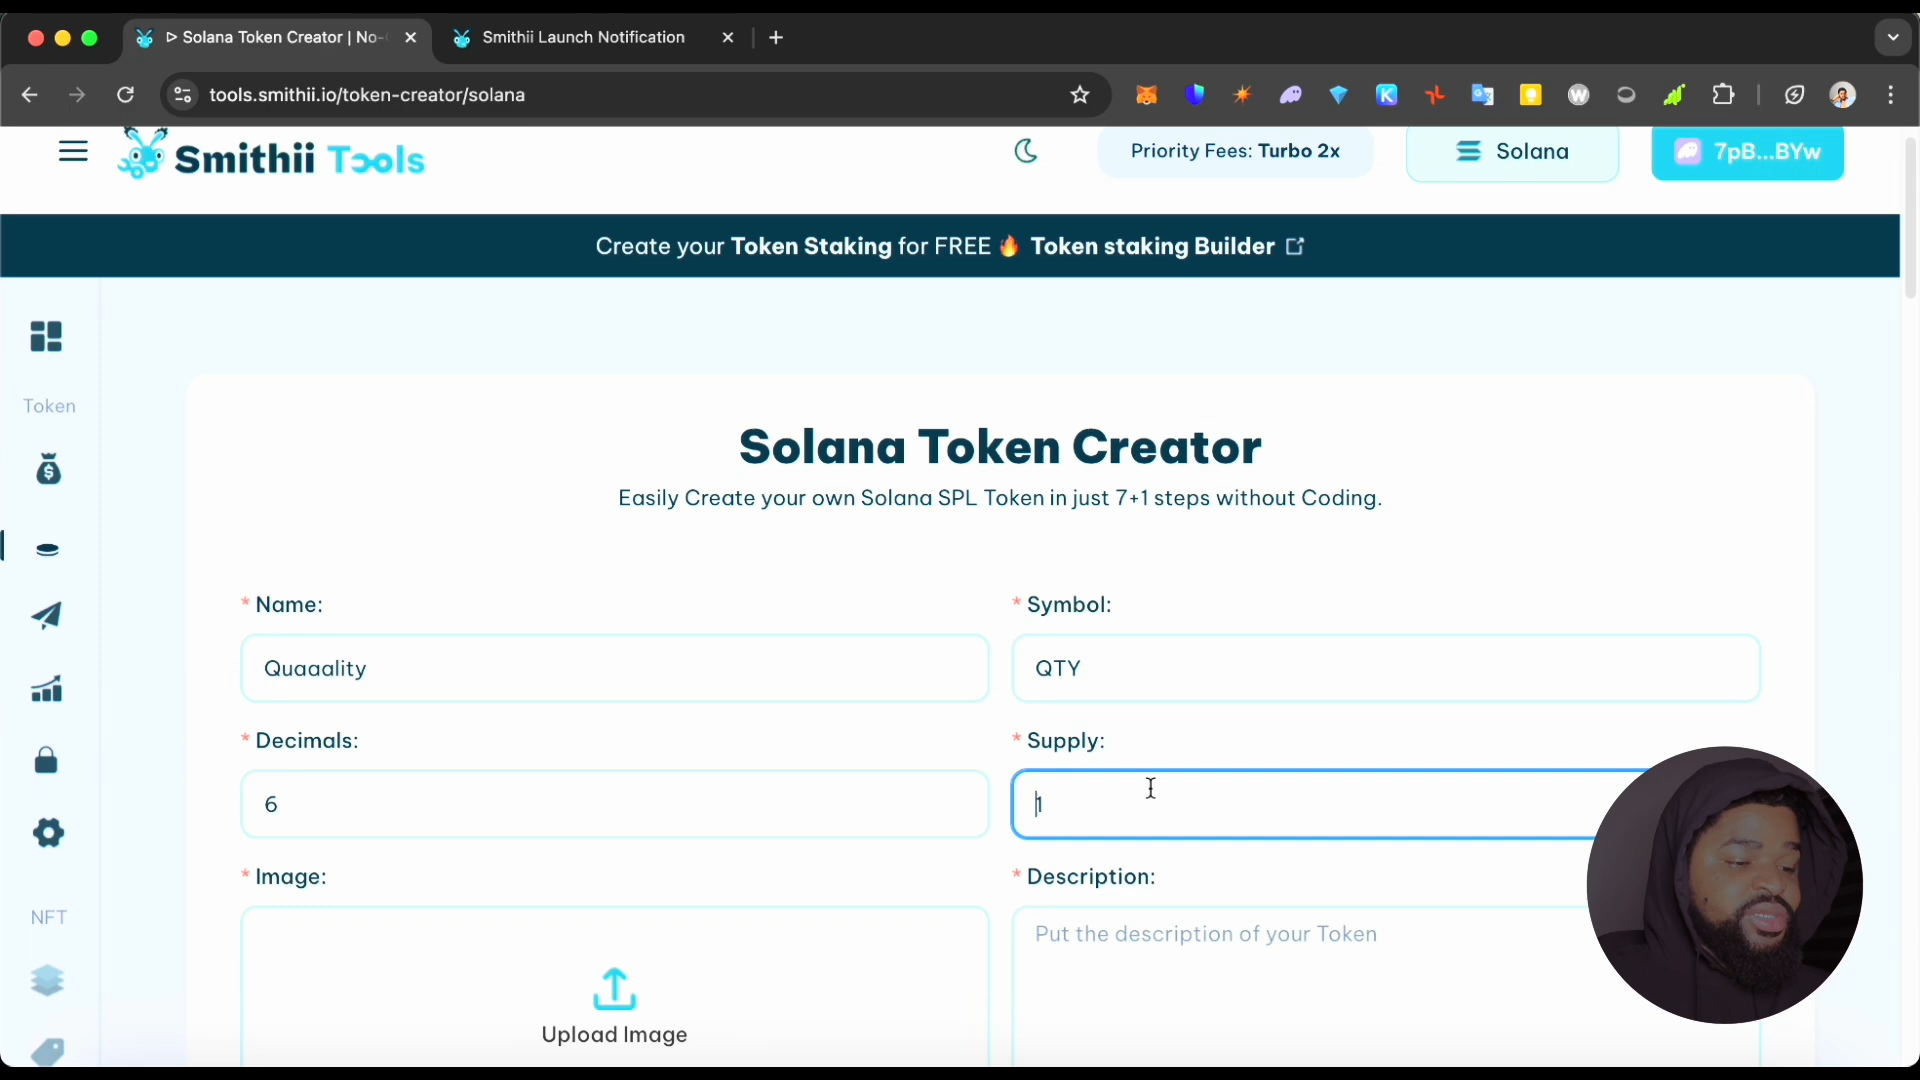 ▷ Solana Token Creator | No-
Smithii Launch Notification
tools.smithii.io/token-creator/solana
Smithii Tools
Priority Fees: Turbo 2x
Solana
7pB...BYw
Create your Token Staking for FREE 🔥 Token staking Builder
Token
Solana Token Creator
Easily Create your own Solana SPL Token in just 7+1 steps without Coding.
* Name:
* Symbol:
Quaaality
QTY
* Decimals:
* Supply:
6
1
* Image:
* Description:
NFT
Put the description of your Token
Upload Image